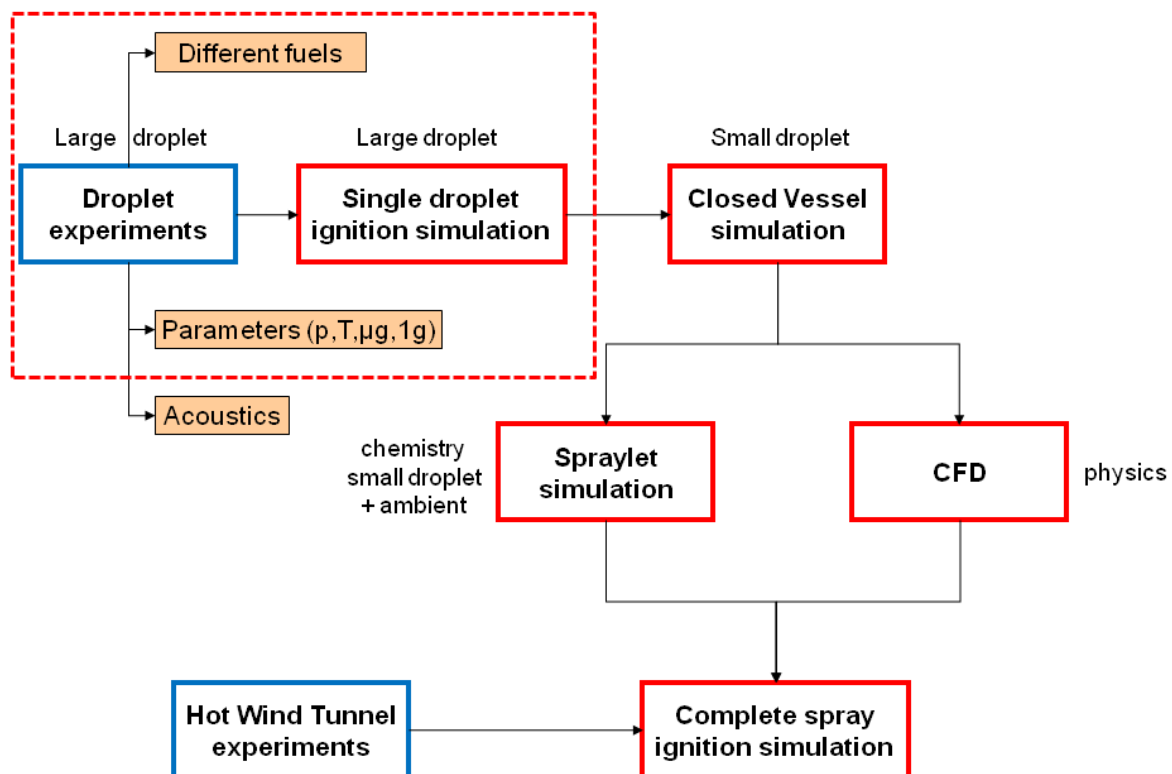 Different fuels
Large droplet
Large droplet
Small droplet
Droplet
experiments
Single droplet
ignition simulation
Closed Vessel
simulation
Parameters (p,T,µg,1g)
Acoustics
chemistry
small droplet
+ ambient
Spraylet
simulation
CFD
physics
Hot Wind Tunnel
experiments
Complete spray
ignition simulation